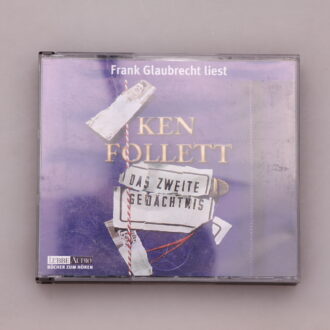 Frank Glaubrecht liest
KEN
FOLLETT
DAS ZWEITE
GEDÄCHTNIS
LÜBBE AUDIO
BÜCHER ZUM HÖREN